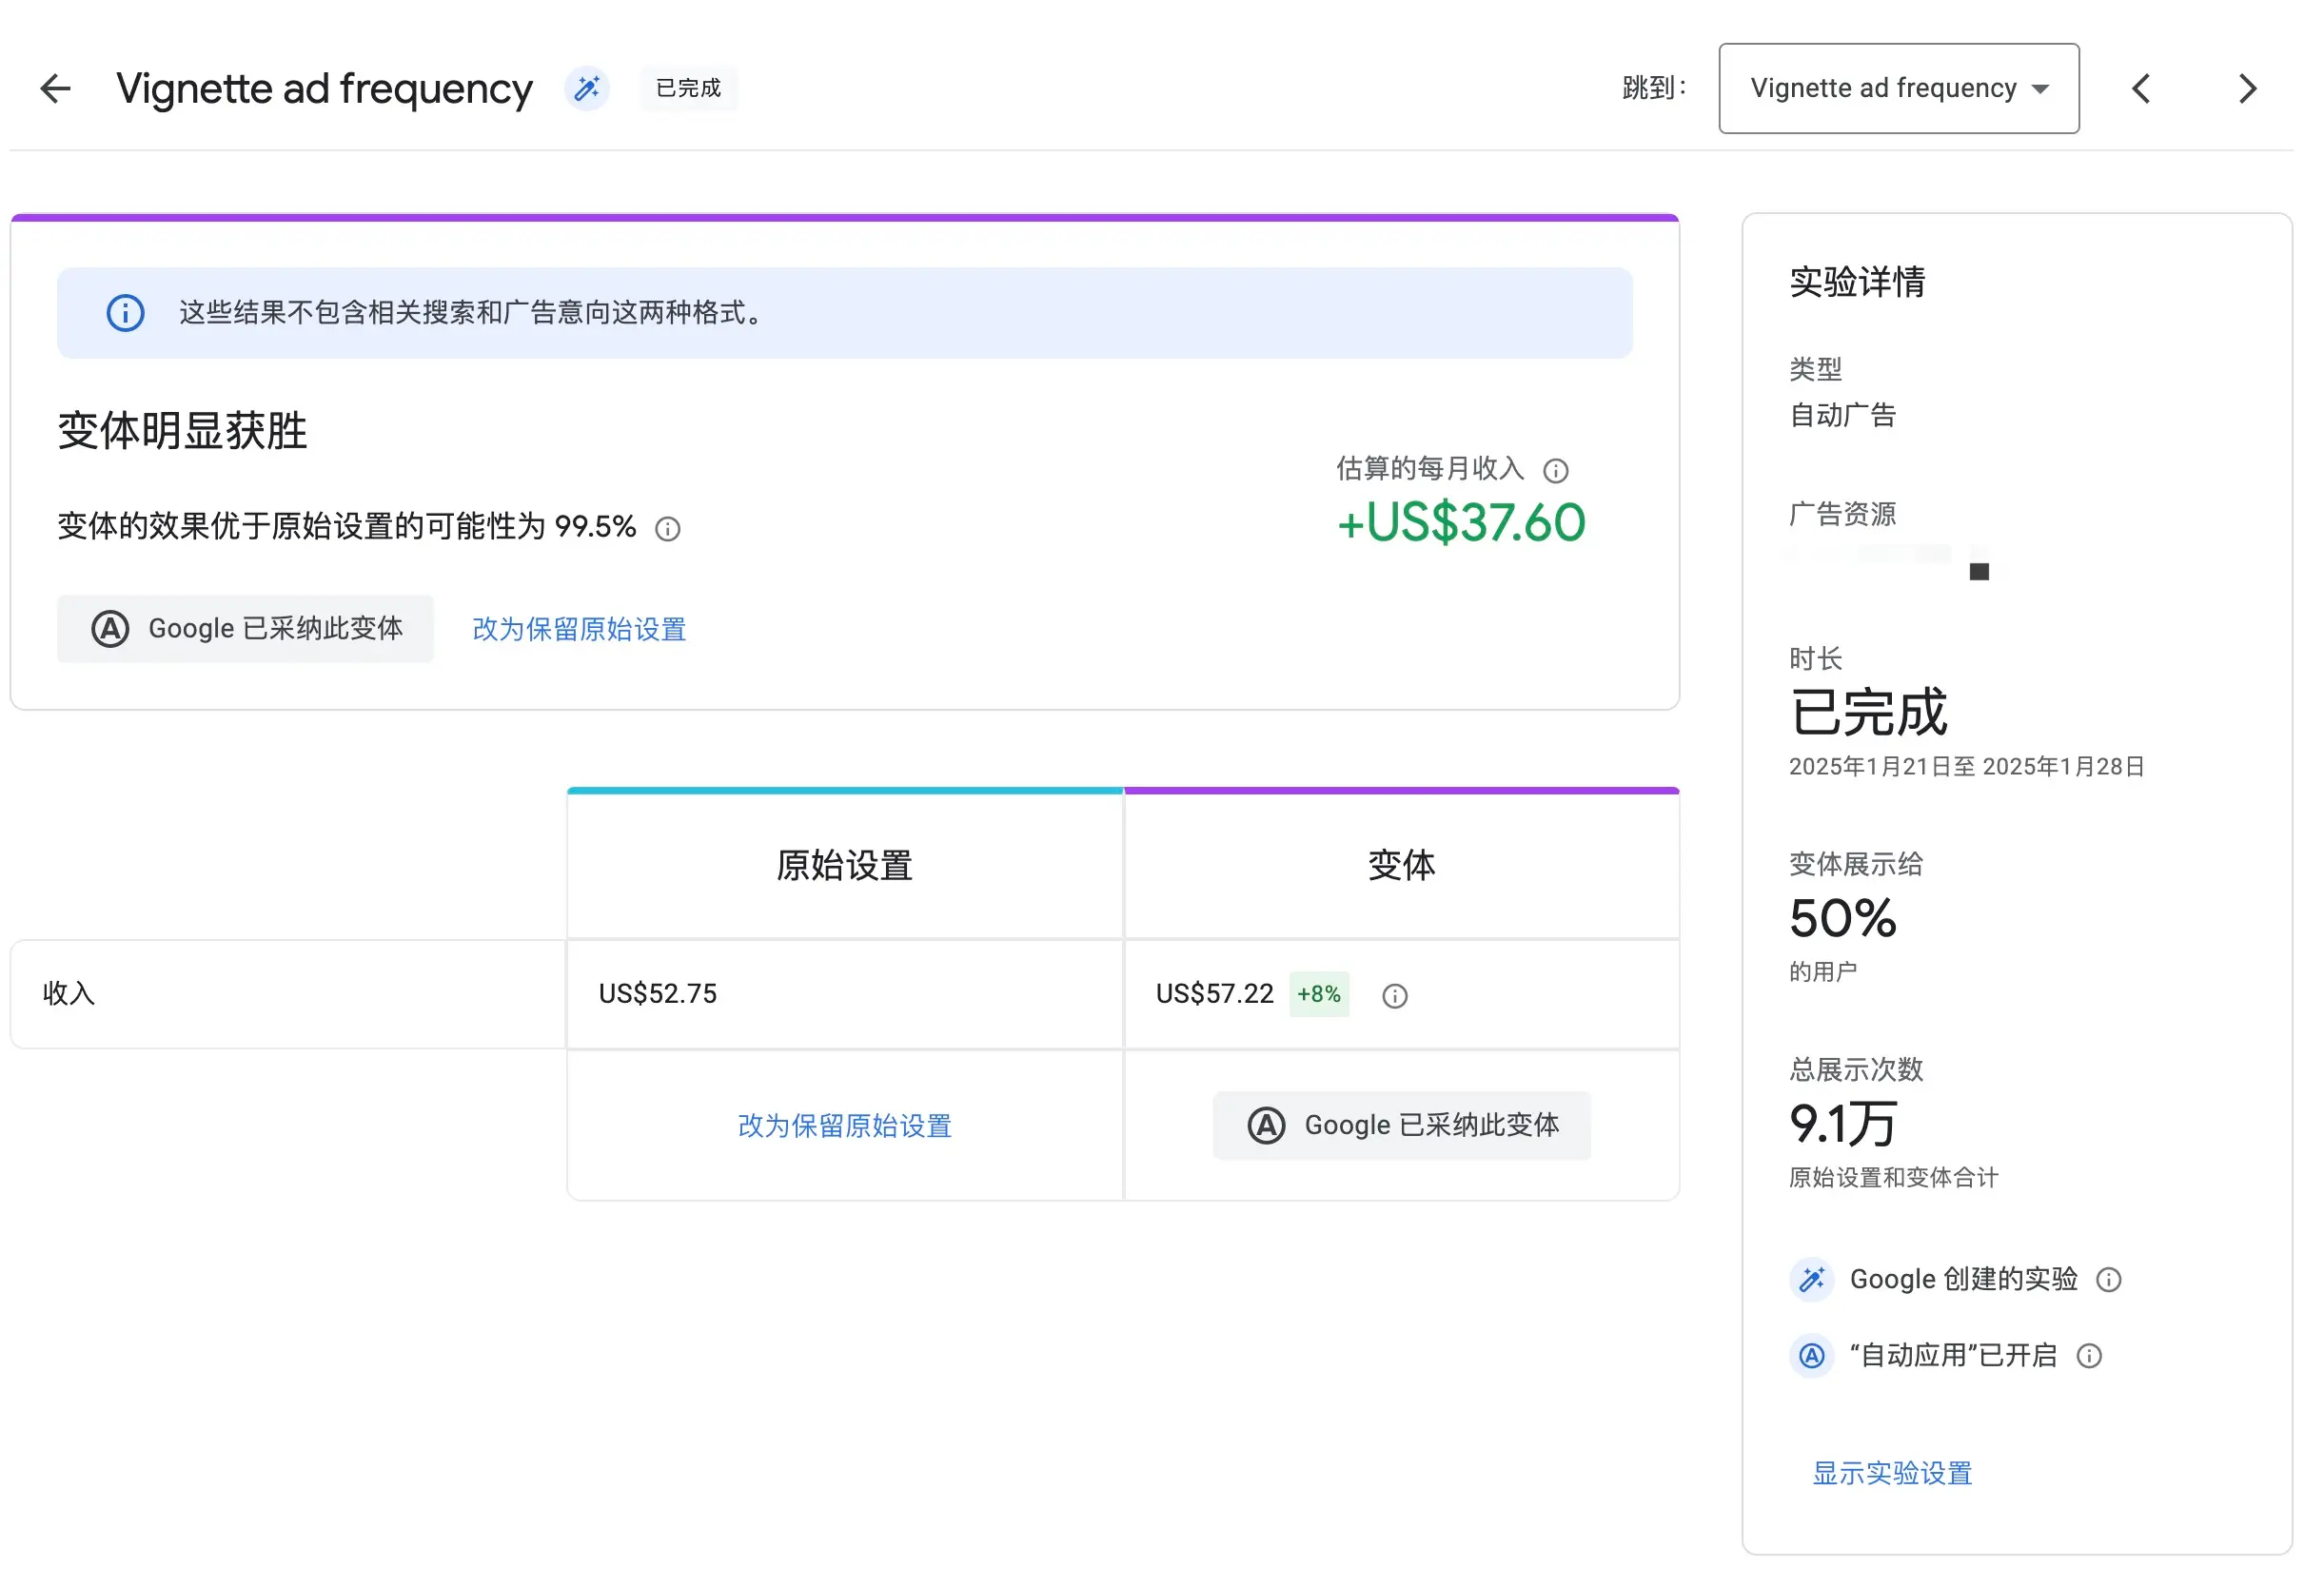 Vignette ad frequency
已完成
跳到：
Vignette ad frequency
这些结果不包含相关搜索和广告意向这两种格式。
变体明显获胜
变体的效果优于原始设置的可能性为 99.5%
估算的每月收入
+US$37.60
Google 已采纳此变体
改为保留原始设置
原始设置
变体
收入
US$52.75
US$57.22 +8%
改为保留原始设置
Google 已采纳此变体
实验详情
类型
自动广告
广告资源
时长
已完成
2025年1月21日至 2025年1月28日
变体展示给
50%
的用户
总展示次数
9.1万
原始设置和变体合计
Google 创建的实验
“自动应用”已开启
显示实验设置